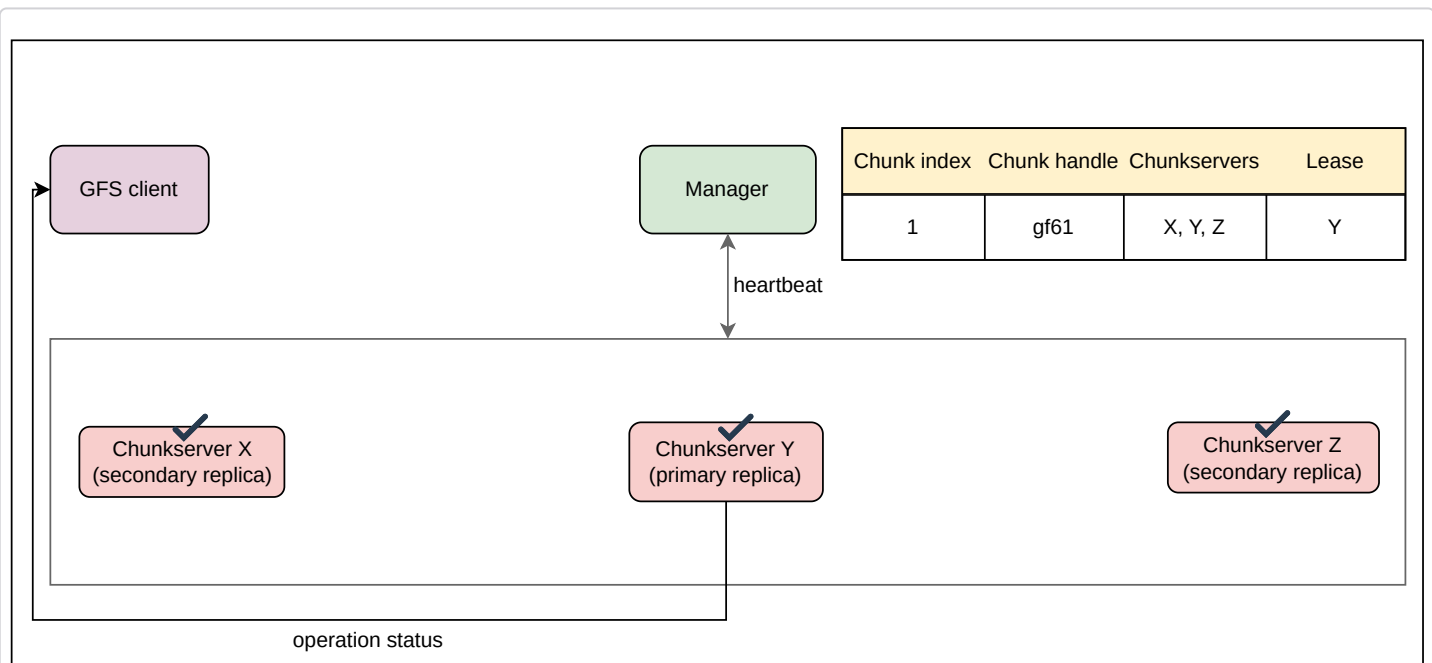 GFS client
Manager
Chunk index Chunk handle Chunkservers Lease
1 gf61 X, Y, Z Y
heartbeat
Chunkserver X
(secondary replica)
Chunkserver Y
(primary replica)
Chunkserver Z
(secondary replica)
operation status